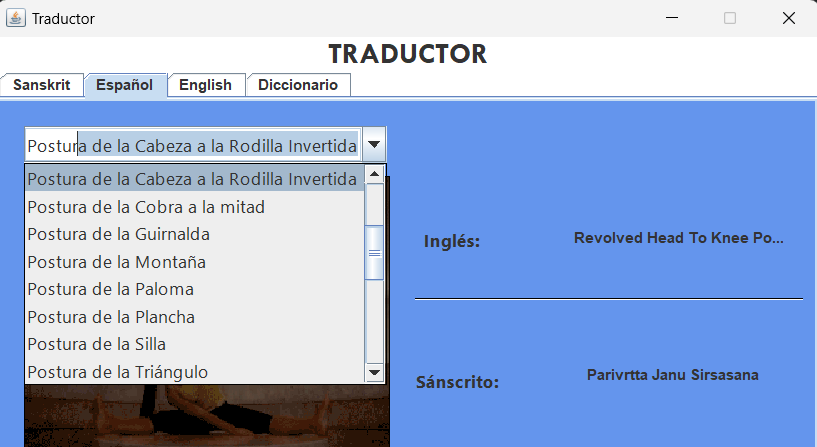 Traductor
TRADUCTOR
Sanskrit Español English Diccionario
Postura de la Cabeza a la Rodilla Invertida
Postura de la Cabeza a la Rodilla Invertida
Postura de la Cobra a la mitad
Postura de la Guirnalda
Postura de la Montaña
Postura de la Paloma
Postura de la Plancha
Postura de la Silla
Postura de la Triángulo
Inglés: Revolved Head To Knee Po...
Sánscrito: Parivrtta Janu Sirsasana